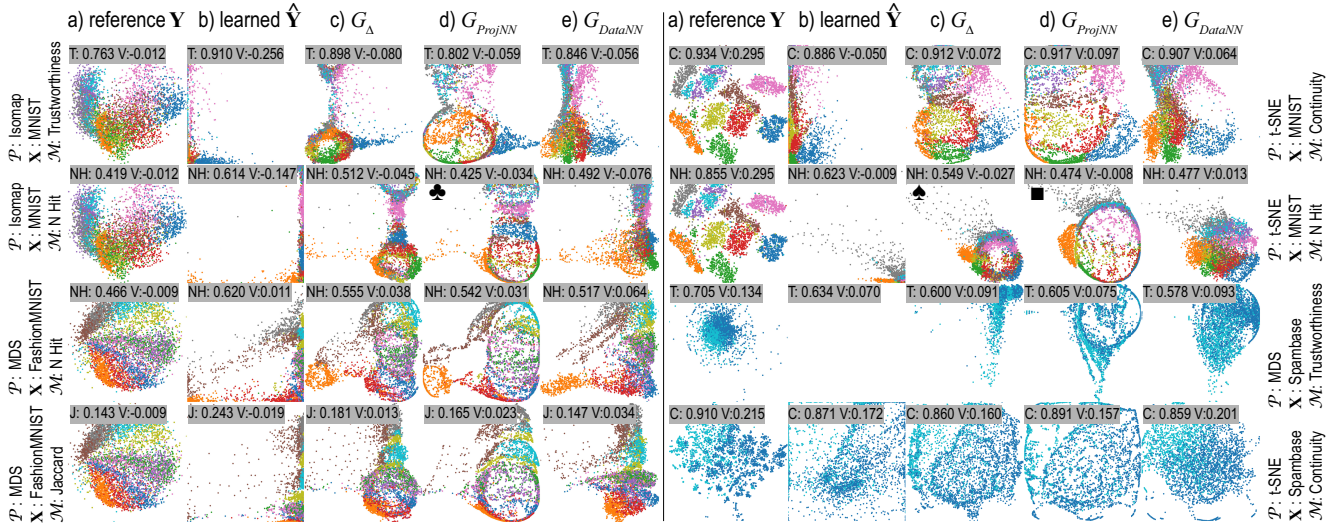 a) reference Y b) learned Ŷ c) G_Δ d) G_ProjNN e) G_DataNN a) reference Y b) learned Ŷ c) G_Δ d) G_ProjNN e) G_DataNN
T: 0.763 V:-0.012 T: 0.910 V:-0.256 T: 0.898 V:-0.080 T: 0.802 V:-0.059 T: 0.846 V:-0.056 C: 0.934 V:0.295 C: 0.886 V:-0.050 C: 0.912 V:0.072 C: 0.917 V:0.097 C: 0.907 V:0.064
𝒫 : Isomap
X : MNIST
ℳ: Trustworthiness
𝒫 : t-SNE
X : MNIST
ℳ: Continuity
NH: 0.419 V:-0.012 NH: 0.614 V:-0.147 NH: 0.512 V:-0.045 NH: 0.425 V:-0.034 NH: 0.492 V:-0.076 NH: 0.855 V:0.295 NH: 0.623 V:-0.009 NH: 0.549 V:-0.027 NH: 0.474 V:-0.008 NH: 0.477 V:0.013
♣ ♠ ■
𝒫 : Isomap
X : MNIST
ℳ: N Hit
𝒫 : t-SNE
X : MNIST
ℳ: N Hit
NH: 0.466 V:-0.009 NH: 0.620 V:0.011 NH: 0.555 V:0.038 NH: 0.542 V:0.031 NH: 0.517 V:0.064 T: 0.705 V:0.134 T: 0.634 V:0.070 T: 0.600 V:0.091 T: 0.605 V:0.075 T: 0.578 V:0.093
𝒫 : MDS
X : FashionMNIST
ℳ: N Hit
𝒫 : MDS
X : Spambase
ℳ: Trustworthiness
J: 0.143 V:-0.009 J: 0.243 V:-0.019 J: 0.181 V:0.013 J: 0.165 V:0.023 J: 0.147 V:0.034 C: 0.910 V:0.215 C: 0.871 V:0.172 C: 0.860 V:0.160 C: 0.891 V:0.157 C: 0.859 V:0.201
𝒫 : MDS
X : FashionMNIST
ℳ: Jaccard
𝒫 : t-SNE
X : Spambase
ℳ: Continuity